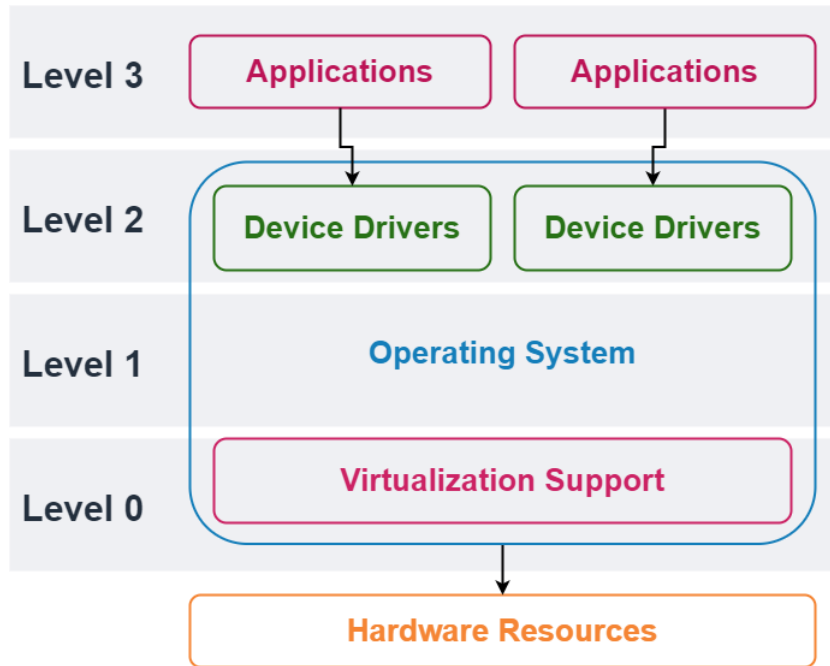 Level 3
Applications
Applications
Level 2
Device Drivers
Device Drivers
Level 1
Operating System
Level 0
Virtualization Support
Hardware Resources